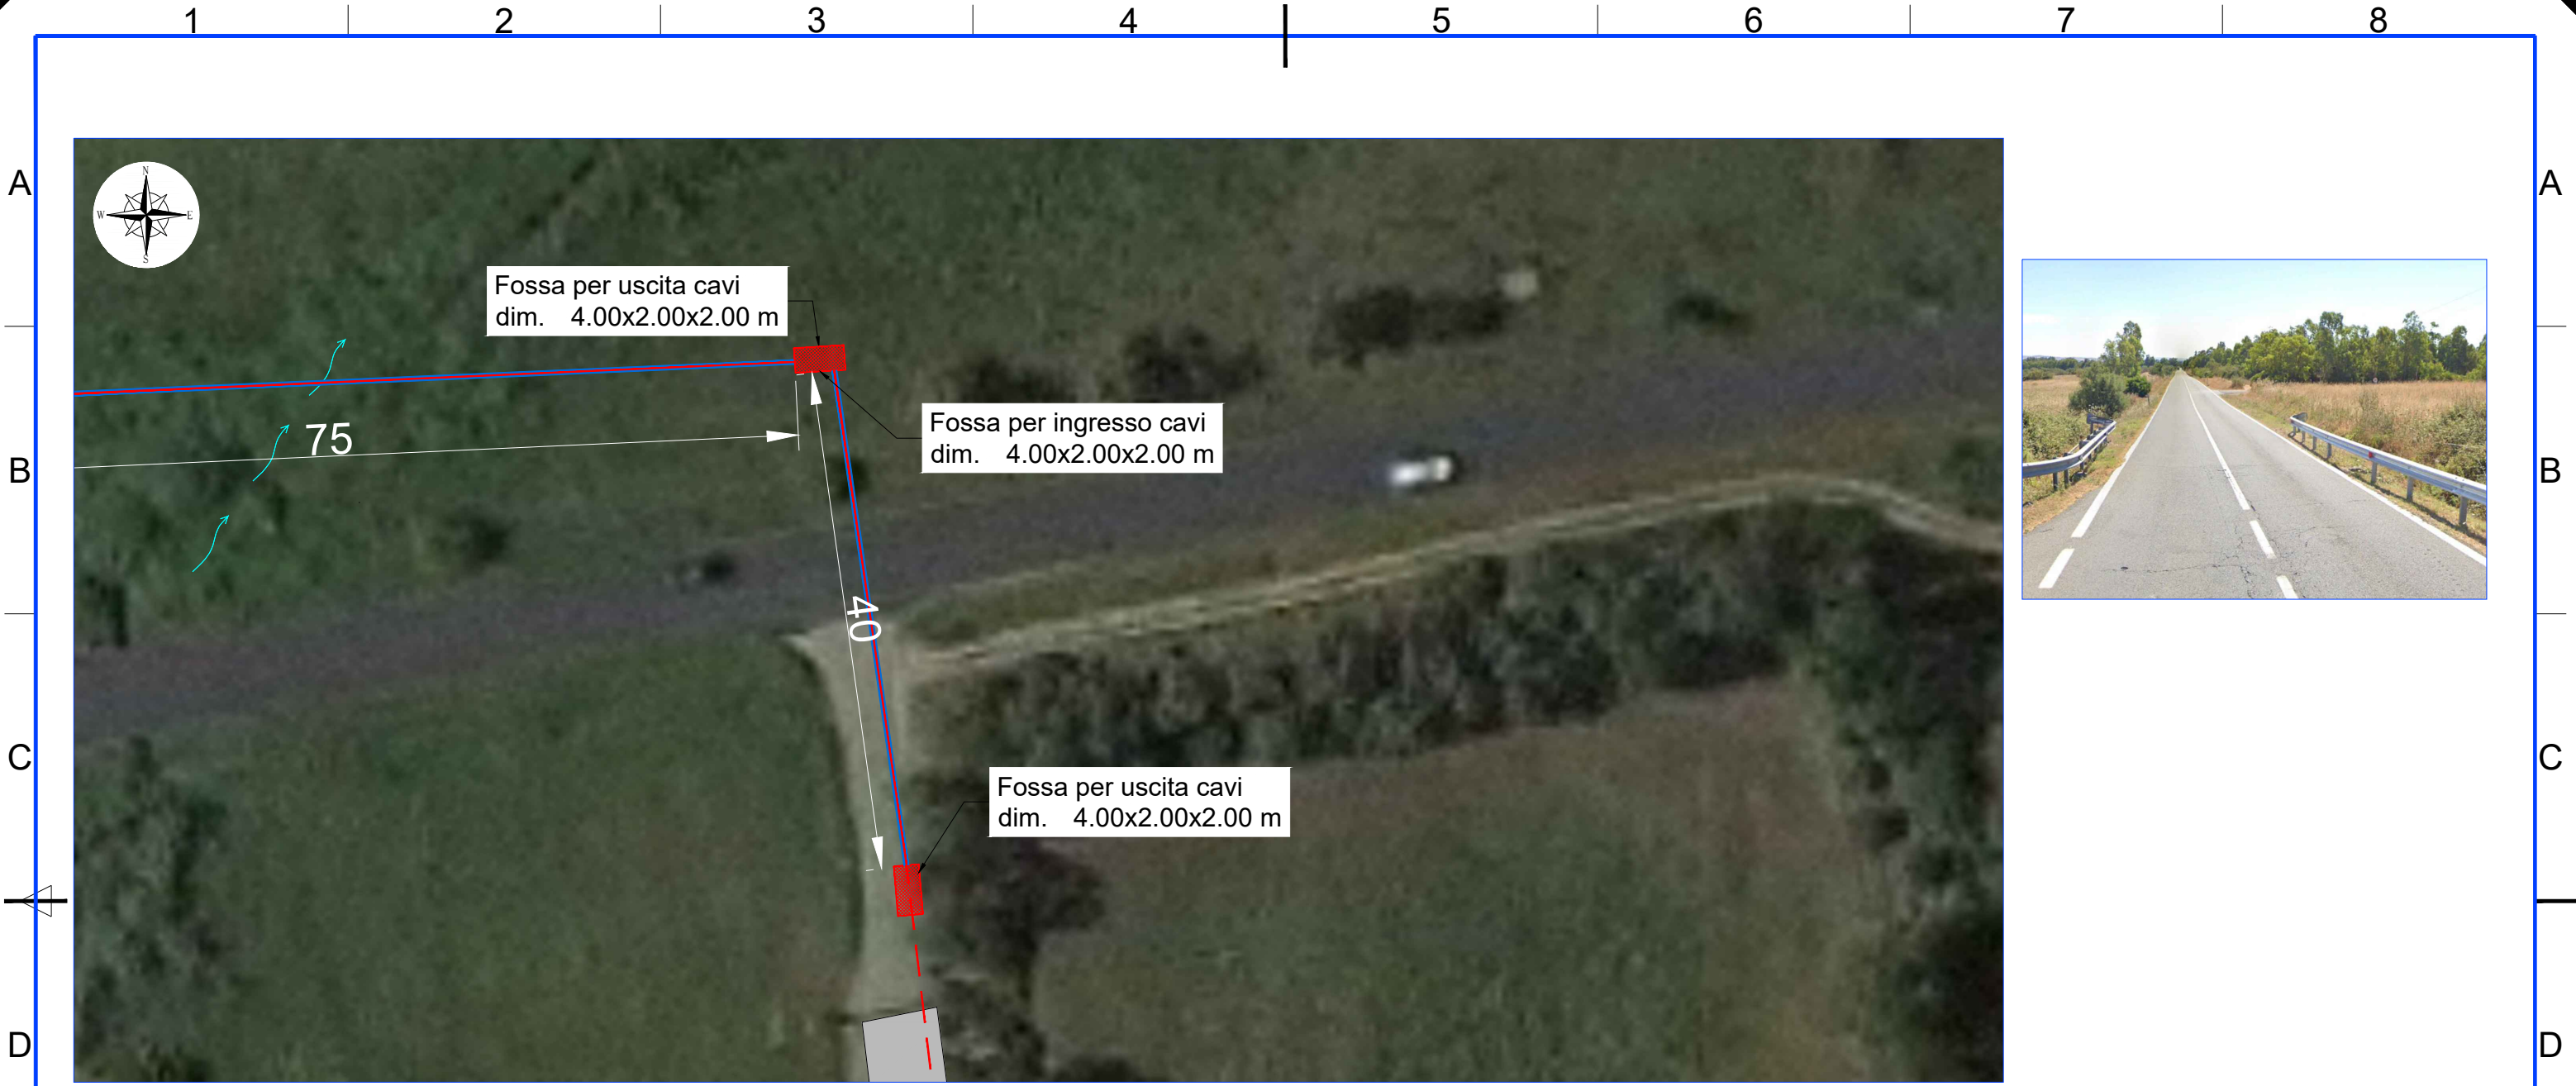 1 2 3 4 5 6 7 8
A A
N
W E
S
Fossa per uscita cavi
dim. 4.00x2.00x2.00 m
Fossa per ingresso cavi
dim. 4.00x2.00x2.00 m
75
B B
40
C C
Fossa per uscita cavi
dim. 4.00x2.00x2.00 m
D D